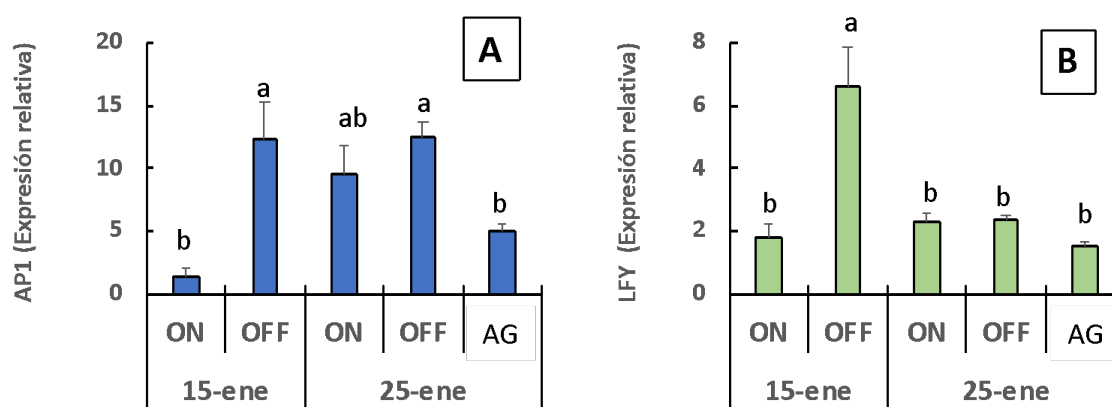 A
AP1 (Expresión relativa)
20
15
10
5
0
b
a
ab
a
b
ON OFF ON OFF AG
15-ene 25-ene
B
LFY (Expresión relativa)
8
6
4
2
0
b
a
b
b
b
ON OFF ON OFF AG
15-ene 25-ene